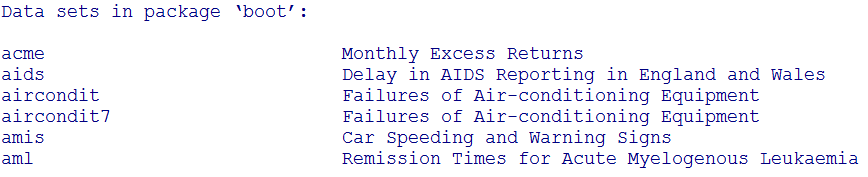 Data sets in package ‘boot’:
acme Monthly Excess Returns
aids Delay in AIDS Reporting in England and Wales
aircondit Failures of Air-conditioning Equipment
aircondit7 Failures of Air-conditioning Equipment
amis Car Speeding and Warning Signs
aml Remission Times for Acute Myelogenous Leukaemia